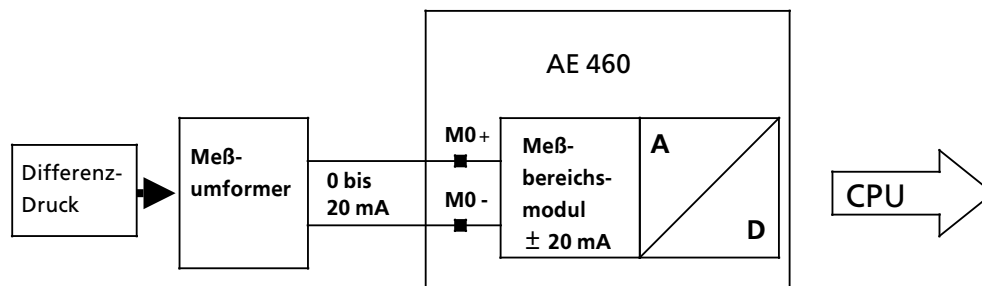 AE 460
Differenz-
Druck
Meß-
umformer
0 bis
20 mA
M0+
M0 -
Meß-
bereichs-
modul
± 20 mA
A
D
CPU